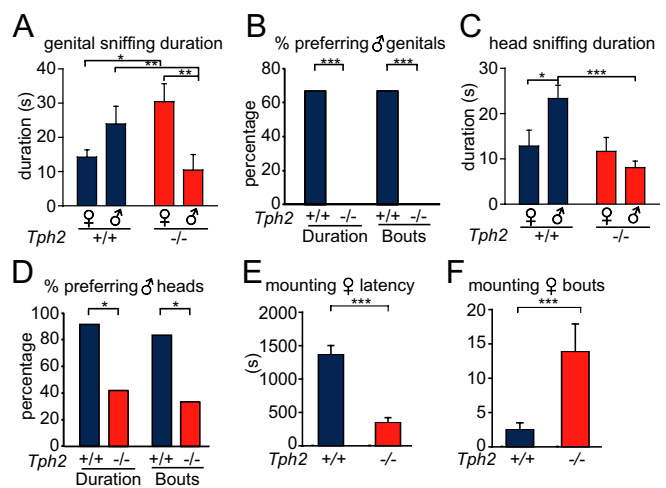 A
genital sniffing duration
duration (s)
40
30
20
10
0
* ** **
♀ ♂ ♀ ♂
Tph2 +/+ -/-
B
% preferring ♂ genitals
percentage
80
60
40
20
0
*** ***
+/+ -/- +/+ -/-
Tph2 Duration Bouts
C
head sniffing duration
duration (s)
30
20
10
0
* ***
♀ ♂ ♀ ♂
Tph2 +/+ -/-
D
% preferring ♂ heads
percentage
100
80
60
40
20
0
* *
Tph2 +/+ -/- +/+ -/-
Duration Bouts
E
mounting ♀ latency
(s)
2000
1500
1000
500
0
***
Tph2 +/+ -/-
F
mounting ♀ bouts
20
15
10
5
0
***
Tph2 +/+ -/-